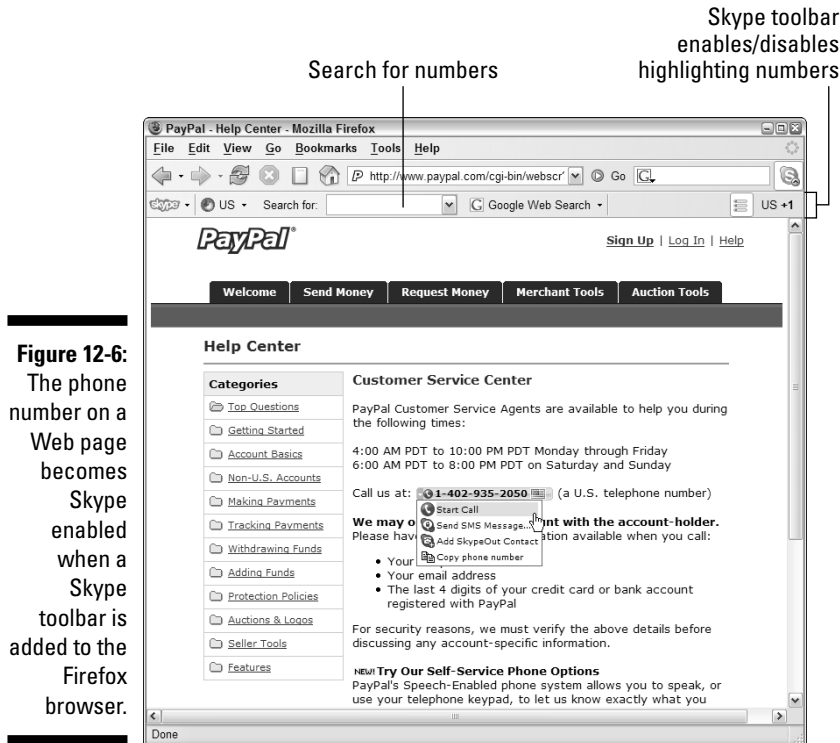 Skype toolbar
enables/disables
highlighting numbers
Search for numbers
PayPal - Help Center - Mozilla Firefox
File Edit View Go Bookmarks Tools Help
http://www.paypal.com/cgi-bin/webscr Go
skype US Search for: Google Web Search US +1
PayPal®
Sign Up | Log In | Help
Welcome Send Money Request Money Merchant Tools Auction Tools
Help Center
Categories
Top Questions
Getting Started
Account Basics
Non-U.S. Accounts
Making Payments
Tracking Payments
Withdrawing Funds
Adding Funds
Protection Policies
Auctions & Logos
Seller Tools
Features
Customer Service Center
PayPal Customer Service Agents are available to help you during
the following times:
4:00 AM PDT to 10:00 PM PDT Monday through Friday
6:00 AM PDT to 8:00 PM PDT on Saturday and Sunday
Call us at: 1-402-935-2050 (a U.S. telephone number)
Start Call
Send SMS Message...
Add SkypeOut Contact
Copy phone number
We may with the account-holder.
Please available when you call:
• Your
• Your email address
• The last 4 digits of your credit card or bank account
registered with PayPal
For security reasons, we must verify the above details before
discussing any account-specific information.
NEW! Try Our Self-Service Phone Options
PayPal's Speech-Enabled phone system allows you to speak, or
use your telephone keypad, to let us know exactly what you
Done
Figure 12-6:
The phone
number on a
Web page
becomes
Skype
enabled
when a
Skype
toolbar is
added to the
Firefox
browser.